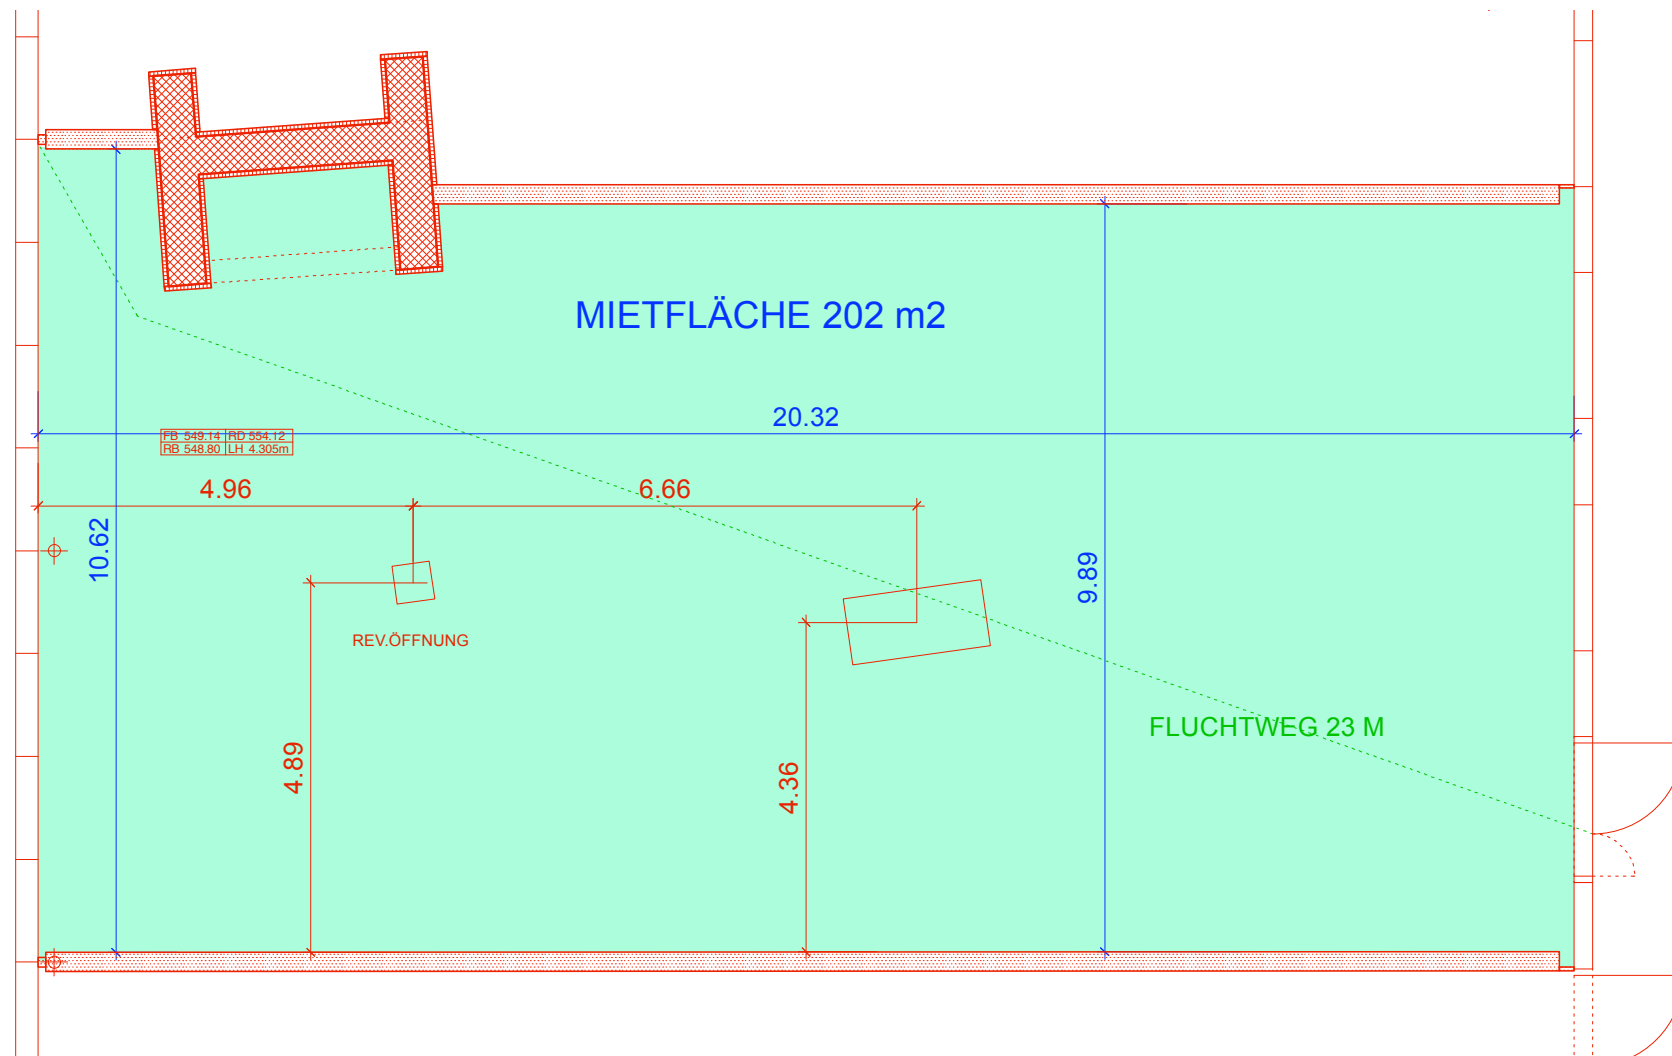 MIETFLÄCHE 202 m2
20.32
FB 549.14 RD 554.12
RB 548.80 LH 4.305m
4.96
6.66
10.62
9.89
REV.ÖFFNUNG
FLUCHTWEG 23 M
4.89
4.36